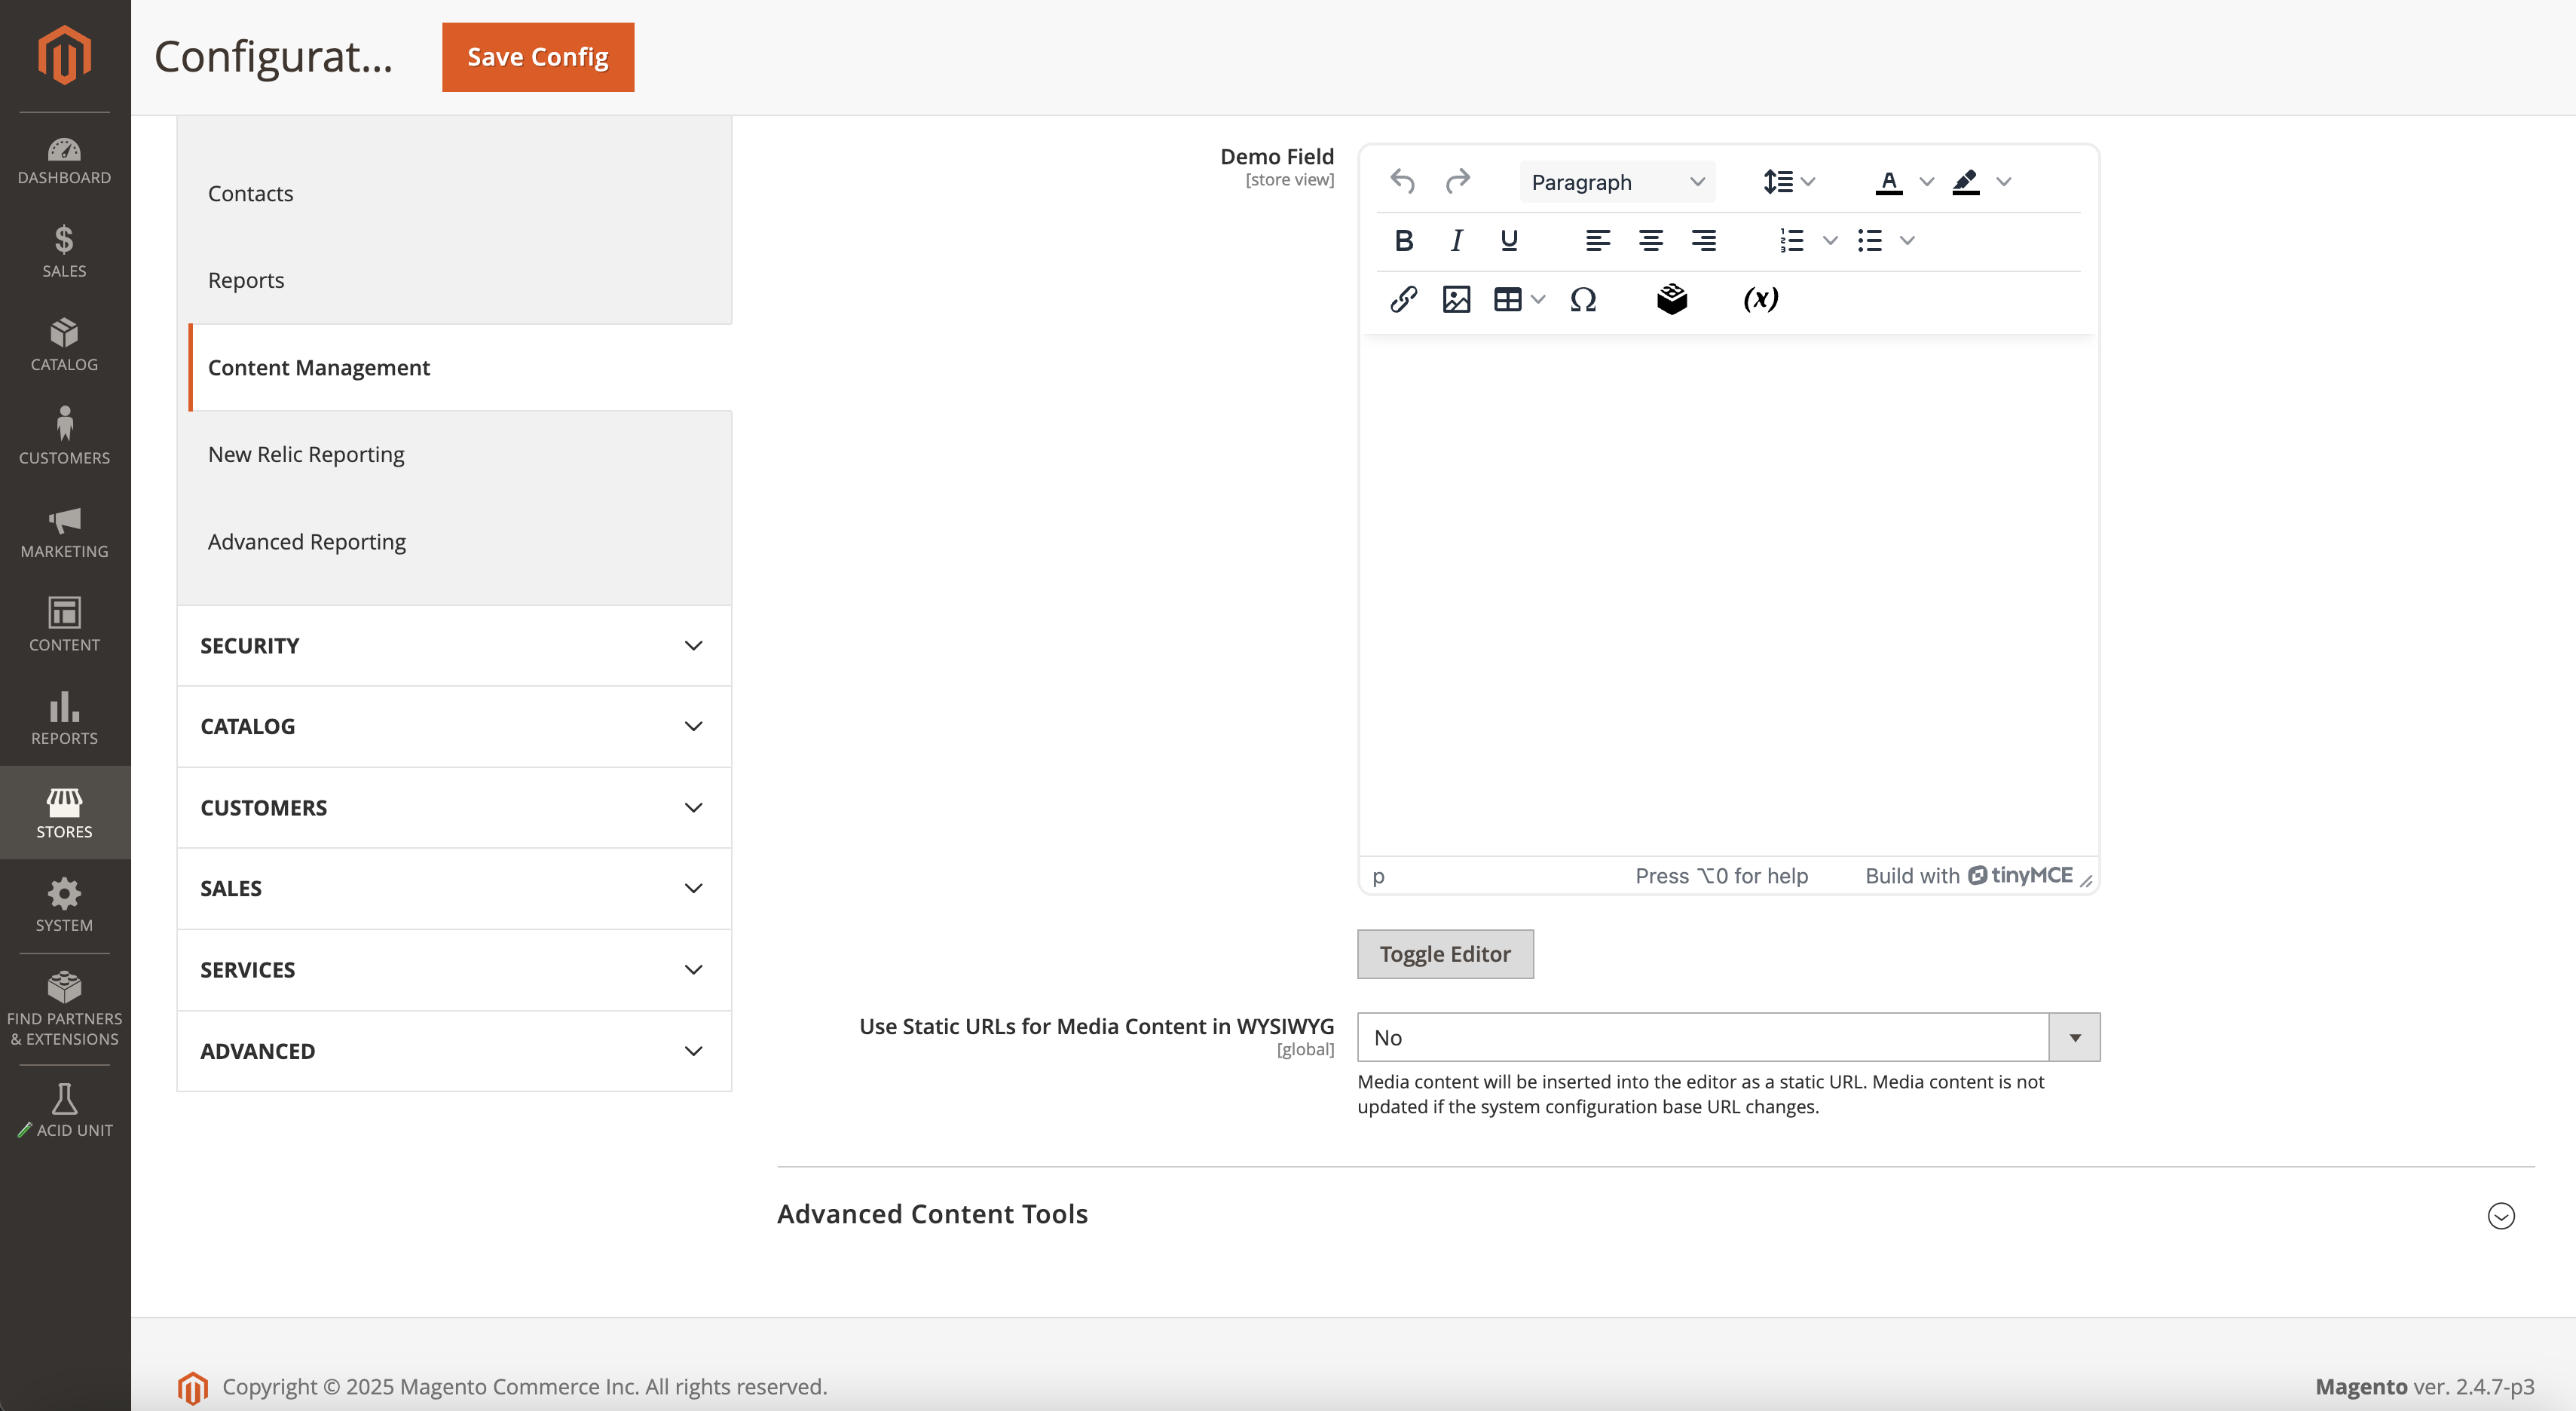 Configurat...
Save Config
DASHBOARD
SALES
CATALOG
CUSTOMERS
MARKETING
CONTENT
REPORTS
STORES
SYSTEM
FIND PARTNERS
& EXTENSIONS
ACID UNIT
Contacts
Reports
Content Management
New Relic Reporting
Advanced Reporting
SECURITY
CATALOG
CUSTOMERS
SALES
SERVICES
ADVANCED
Demo Field
[store view]
Paragraph
A
B I U
Ω (x)
p Press ⌥0 for help Build with tinyMCE
Toggle Editor
Use Static URLs for Media Content in WYSIWYG
[global]
No
Media content will be inserted into the editor as a static URL. Media content is not
updated if the system configuration base URL changes.
Advanced Content Tools
Copyright © 2025 Magento Commerce Inc. All rights reserved.
Magento ver. 2.4.7-p3